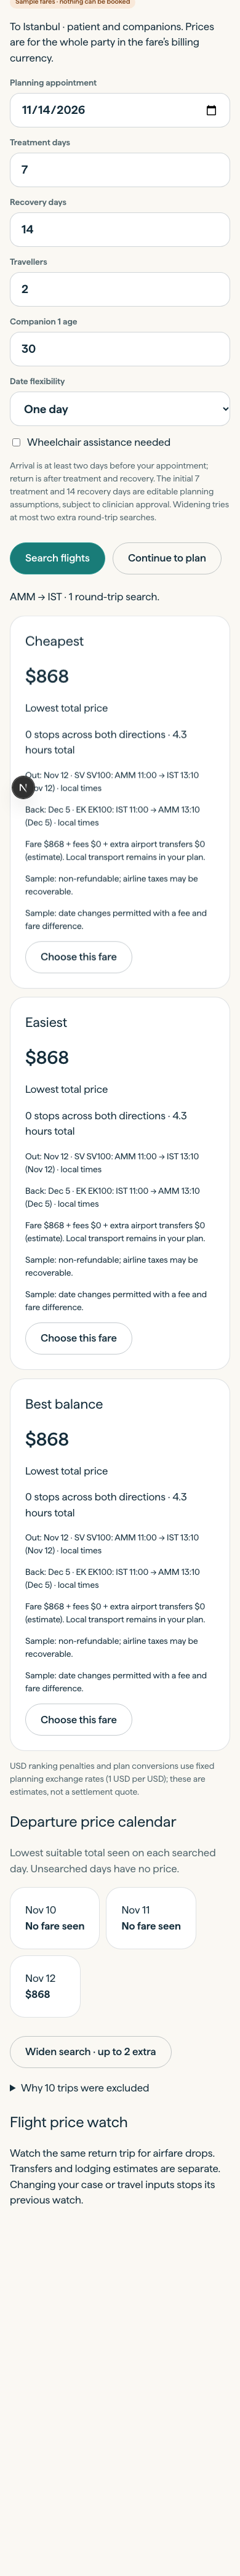 Sample fares · nothing can be booked
To Istanbul · patient and companions. Prices
are for the whole party in the fare's billing
currency.
Planning appointment
11/14/2026
Treatment days
7
Recovery days
14
Travellers
2
Companion 1 age
30
Date flexibility
One day
Wheelchair assistance needed
Arrival is at least two days before your appointment;
return is after treatment and recovery. The initial 7
treatment and 14 recovery days are editable planning
assumptions, subject to clinician approval. Widening tries
at most two extra round-trip searches.
Search flights
Continue to plan
AMM → IST · 1 round-trip search.
Cheapest
$868
Lowest total price
0 stops across both directions · 4.3
hours total
Out: Nov 12 · SV SV100: AMM 11:00 → IST 13:10
N
ov 12) · local times
Back: Dec 5 · EK EK100: IST 11:00 → AMM 13:10
(Dec 5) · local times
Fare $868 + fees $0 + extra airport transfers $0
(estimate). Local transport remains in your plan.
Sample: non-refundable; airline taxes may be
recoverable.
Sample: date changes permitted with a fee and
fare difference.
Choose this fare
Easiest
$868
Lowest total price
0 stops across both directions · 4.3
hours total
Out: Nov 12 · SV SV100: AMM 11:00 → IST 13:10
(Nov 12) · local times
Back: Dec 5 · EK EK100: IST 11:00 → AMM 13:10
(Dec 5) · local times
Fare $868 + fees $0 + extra airport transfers $0
(estimate). Local transport remains in your plan.
Sample: non-refundable; airline taxes may be
recoverable.
Sample: date changes permitted with a fee and
fare difference.
Choose this fare
Best balance
$868
Lowest total price
0 stops across both directions · 4.3
hours total
Out: Nov 12 · SV SV100: AMM 11:00 → IST 13:10
(Nov 12) · local times
Back: Dec 5 · EK EK100: IST 11:00 → AMM 13:10
(Dec 5) · local times
Fare $868 + fees $0 + extra airport transfers $0
(estimate). Local transport remains in your plan.
Sample: non-refundable; airline taxes may be
recoverable.
Sample: date changes permitted with a fee and
fare difference.
Choose this fare
USD ranking penalties and plan conversions use fixed
planning exchange rates (1 USD per USD); these are
estimates, not a settlement quote.
Departure price calendar
Lowest suitable total seen on each searched
day. Unsearched days have no price.
Nov 10
No fare seen
Nov 11
No fare seen
Nov 12
$868
Widen search · up to 2 extra
Why 10 trips were excluded
Flight price watch
Watch the same return trip for airfare drops.
Transfers and lodging estimates are separate.
Changing your case or travel inputs stops its
previous watch.